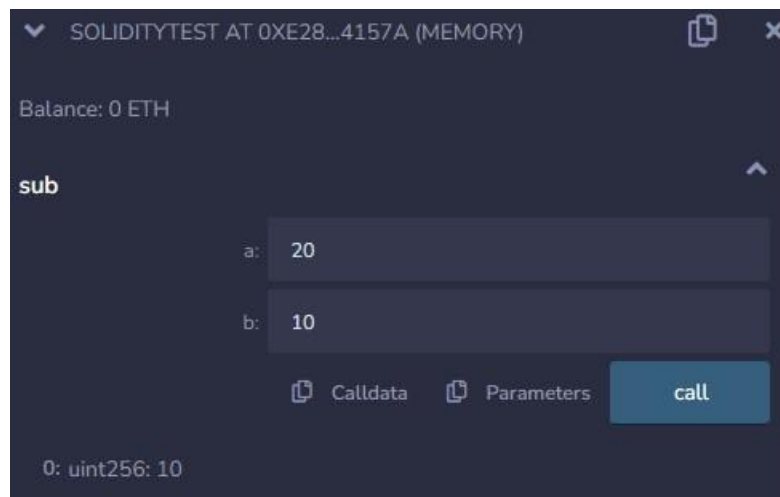 SOLIDITYTEST AT 0XE28...4157A (MEMORY)
Balance: 0 ETH
sub
a: 20
b: 10
Calldata Parameters call
0: uint256: 10